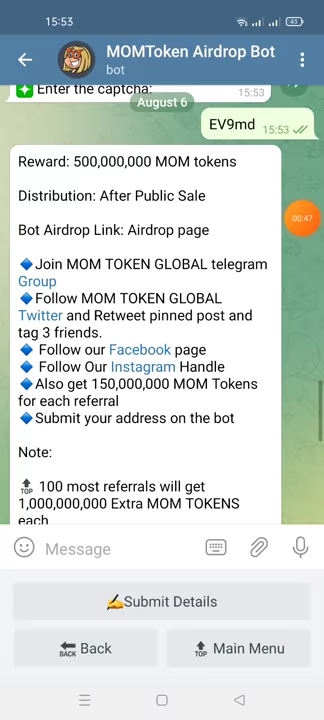 15:53
45
MOMToken Airdrop Bot
bot
Enter the captcha:
15:53
August 6
EV9md 15:53
Reward: 500,000,000 MOM tokens
Distribution: After Public Sale
Bot Airdrop Link: Airdrop page
🔷Join MOM TOKEN GLOBAL telegram
Group
🔷Follow MOM TOKEN GLOBAL
Twitter and Retweet pinned post and
tag 3 friends.
🔷 Follow our Facebook page
🔷 Follow Our Instagram Handle
🔷Also get 150,000,000 MOM Tokens
for each referral
🔷Submit your address on the bot
Note:
🔝 100 most referrals will get
1,000,000,000 Extra MOM TOKENS
each
00:47
Message
✍Submit Details
🔙 Back
🔝 Main Menu